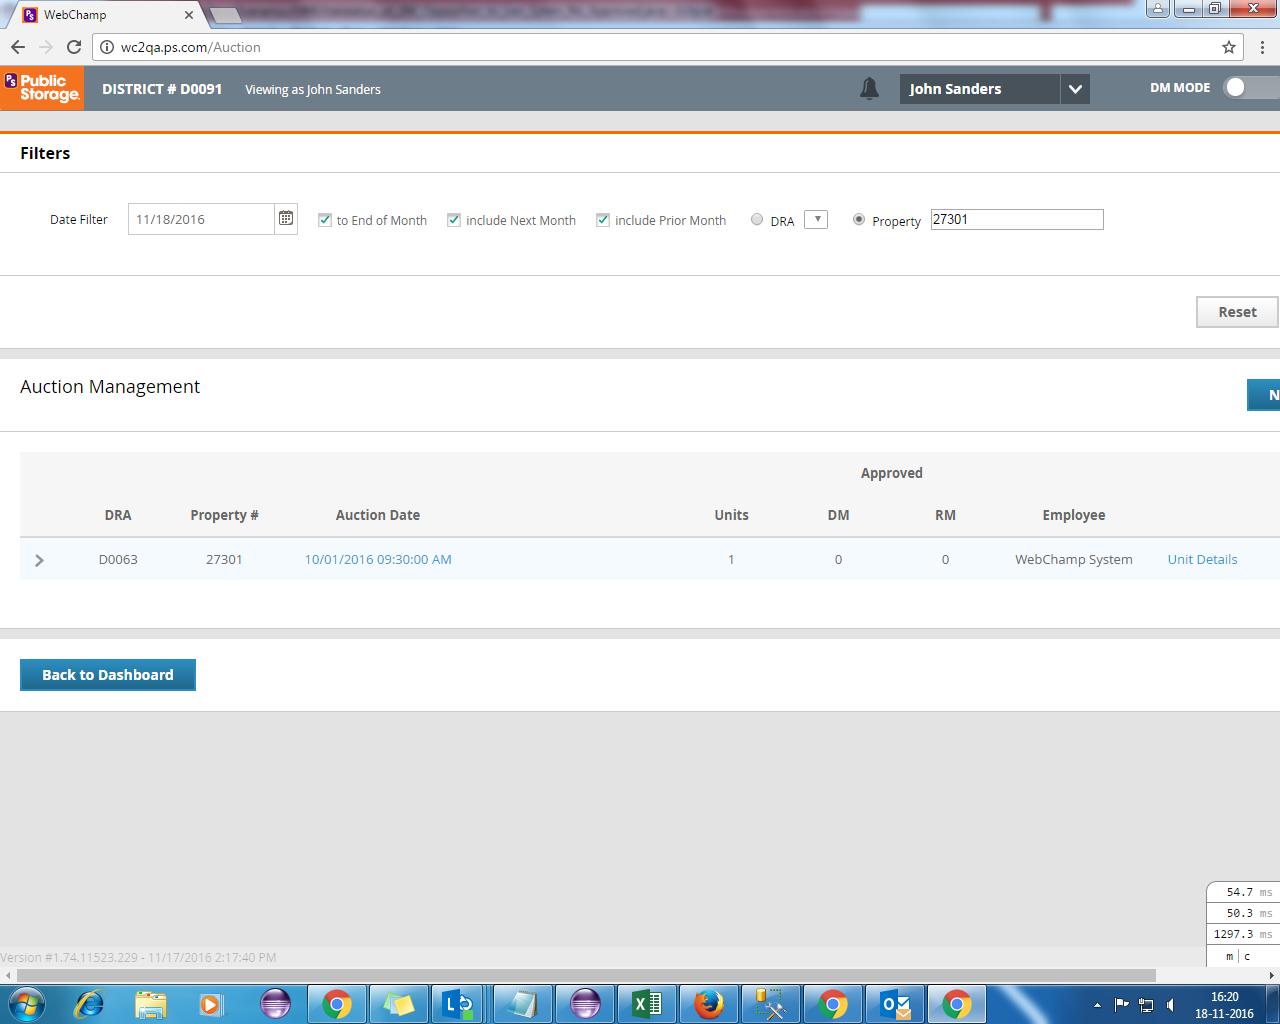 WebChamp
wc2qa.ps.com/Auction
PS Public Storage. DISTRICT # D0091 Viewing as John Sanders John Sanders DM MODE
Filters
Date Filter 11/18/2016 to End of Month include Next Month include Prior Month DRA Property 27301
Reset
Auction Management N
Approved
DRA Property # Auction Date Units DM RM Employee
D0063 27301 10/01/2016 09:30:00 AM 1 0 0 WebChamp System Unit Details
Back to Dashboard
54.7 ms
50.3 ms
1297.3 ms
m | c
Version #1.74.11523.229 - 11/17/2016 2:17:40 PM
16:20
18-11-2016